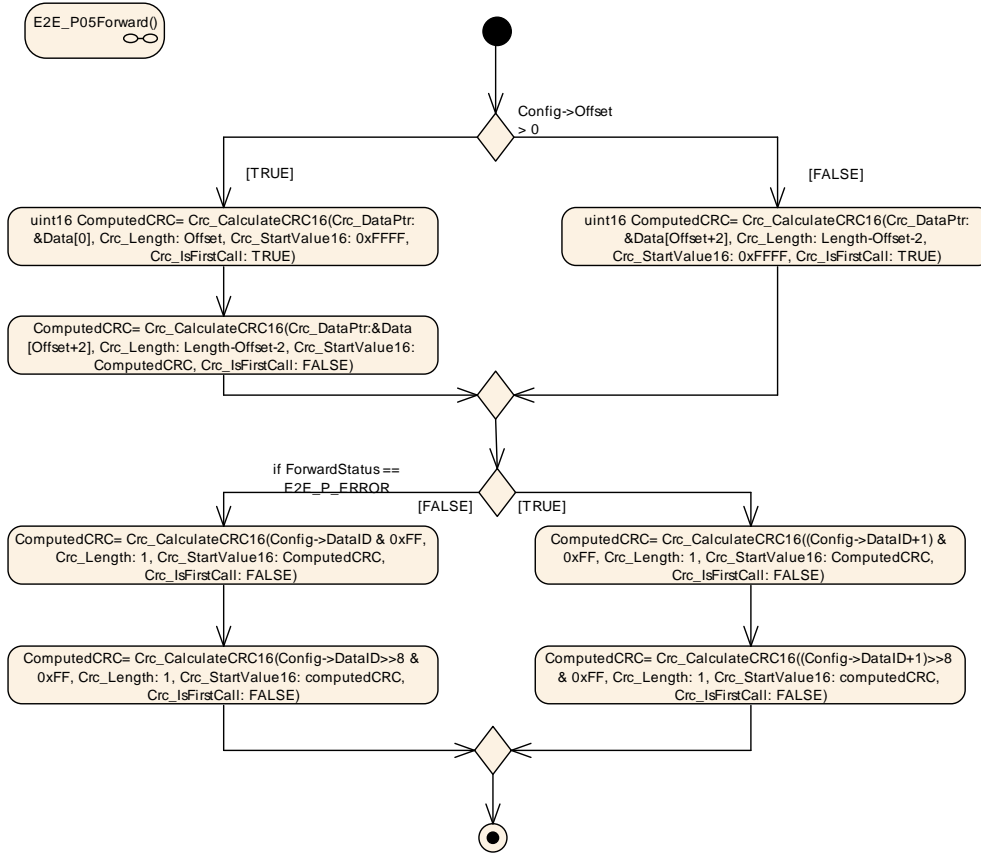 E2E_P05Forward()
Config->Offset
> 0
[TRUE]
[FALSE]
uint16 ComputedCRC= Crc_CalculateCRC16(Crc_DataPtr:
&Data[0], Crc_Length: Offset, Crc_StartValue16: 0xFFFF,
Crc_IsFirstCall: TRUE)
uint16 ComputedCRC= Crc_CalculateCRC16(Crc_DataPtr:
&Data[Offset+2], Crc_Length: Length-Offset-2,
Crc_StartValue16: 0xFFFF, Crc_IsFirstCall: TRUE)
ComputedCRC= Crc_CalculateCRC16(Crc_DataPtr:&Data
[Offset+2], Crc_Length: Length-Offset-2, Crc_StartValue16:
ComputedCRC, Crc_IsFirstCall: FALSE)
if ForwardStatus ==
E2E_P_ERROR
[FALSE]
[TRUE]
ComputedCRC= Crc_CalculateCRC16(Config->DataID & 0xFF,
Crc_Length: 1, Crc_StartValue16: ComputedCRC,
Crc_IsFirstCall: FALSE)
ComputedCRC= Crc_CalculateCRC16((Config->DataID+1) &
0xFF, Crc_Length: 1, Crc_StartValue16: ComputedCRC,
Crc_IsFirstCall: FALSE)
ComputedCRC= Crc_CalculateCRC16(Config->DataID>>8 &
0xFF, Crc_Length: 1, Crc_StartValue16: computedCRC,
Crc_IsFirstCall: FALSE)
ComputedCRC= Crc_CalculateCRC16((Config->DataID+1)>>8
& 0xFF, Crc_Length: 1, Crc_StartValue16: computedCRC,
Crc_IsFirstCall: FALSE)